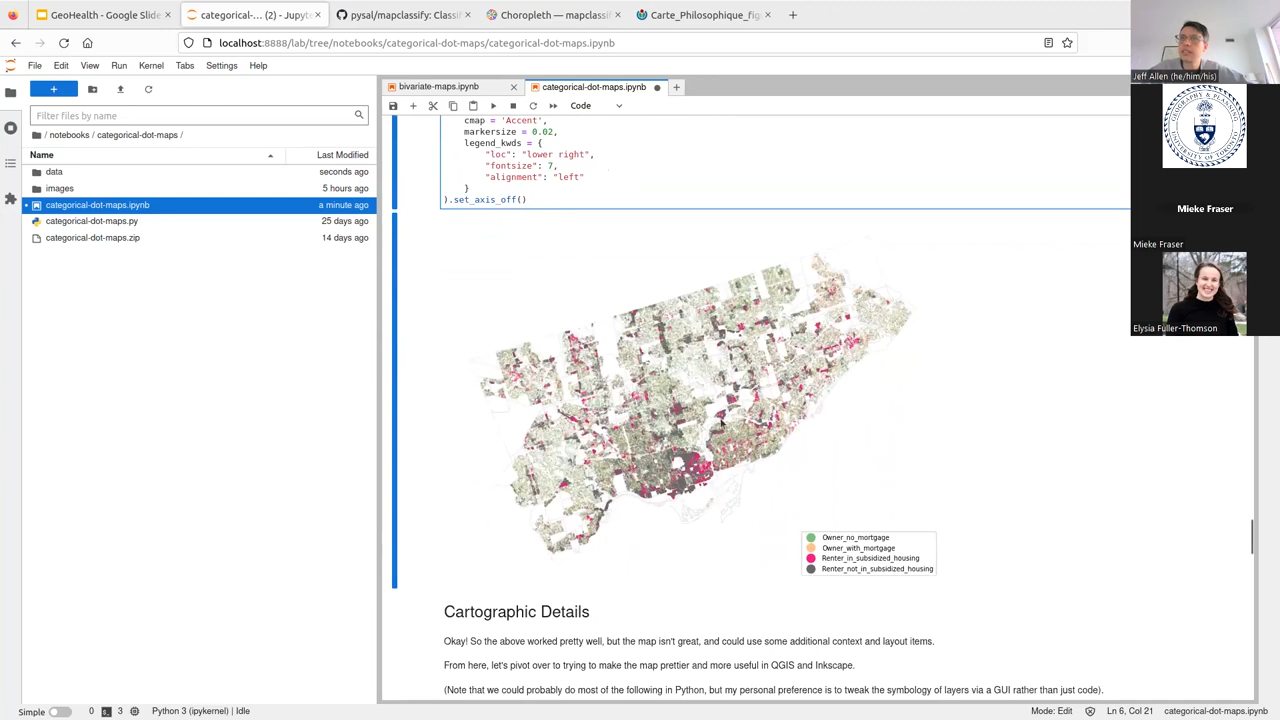 GeoHealth - Google Slide
categorical-... (2) - Jupyte
pysal/mapclassify: Classif
Choropleth — mapclassif
Carte_Philosophique_fig
localhost:8888/lab/tree/notebooks/categorical-dot-maps/categorical-dot-maps.ipynb
File Edit View Run Kernel Tabs Settings Help
Filter files by name
/ notebooks / categorical-dot-maps /
Name Last Modified
data seconds ago
images 5 hours ago
categorical-dot-maps.ipynb a minute ago
categorical-dot-maps.py 25 days ago
categorical-dot-maps.zip 14 days ago
bivariate-maps.ipynb
categorical-dot-maps.ipynb
Code
cmap = 'Accent',
markersize = 0.02,
legend_kwds = {
"loc": "lower right",
"fontsize": 7,
"alignment": "left"
}
).set_axis_off()
Owner_no_mortgage
Owner_with_mortgage
Renter_in_subsidized_housing
Renter_not_in_subsidized_housing
Cartographic Details
Okay! So the above worked pretty well, but the map isn't great, and could use some additional context and layout items.
From here, let's pivot over to trying to make the map prettier and more useful in QGIS and Inkscape.
(Note that we could probably do most of the following in Python, but my personal preference is to tweak the symbology of layers via a GUI rather than just code).
Jeff Allen (he/him/his)
Mieke Fraser
Mieke Fraser
Elysia Fuller-Thomson
Simple 0 3 Python 3 (ipykernel) | Idle
Mode: Edit Ln 6, Col 21 categorical-dot-maps.ipynb